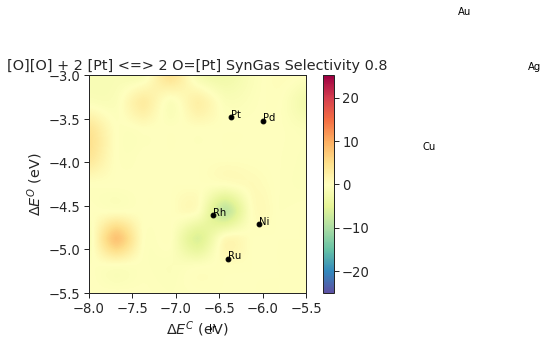 Au
[O][O] + 2 [Pt] <=> 2 O=[Pt] SynGas Selectivity 0.8
Ag
−3.0
−3.5
−4.0
−4.5
−5.0
−5.5
ΔE^O (eV)
Pt
Pd
Cu
Rh
Ni
Ru
20
10
0
−10
−20
−8.0 −7.5 −7.0 −6.5 −6.0 −5.5
ΔE^C (eV)
Ir